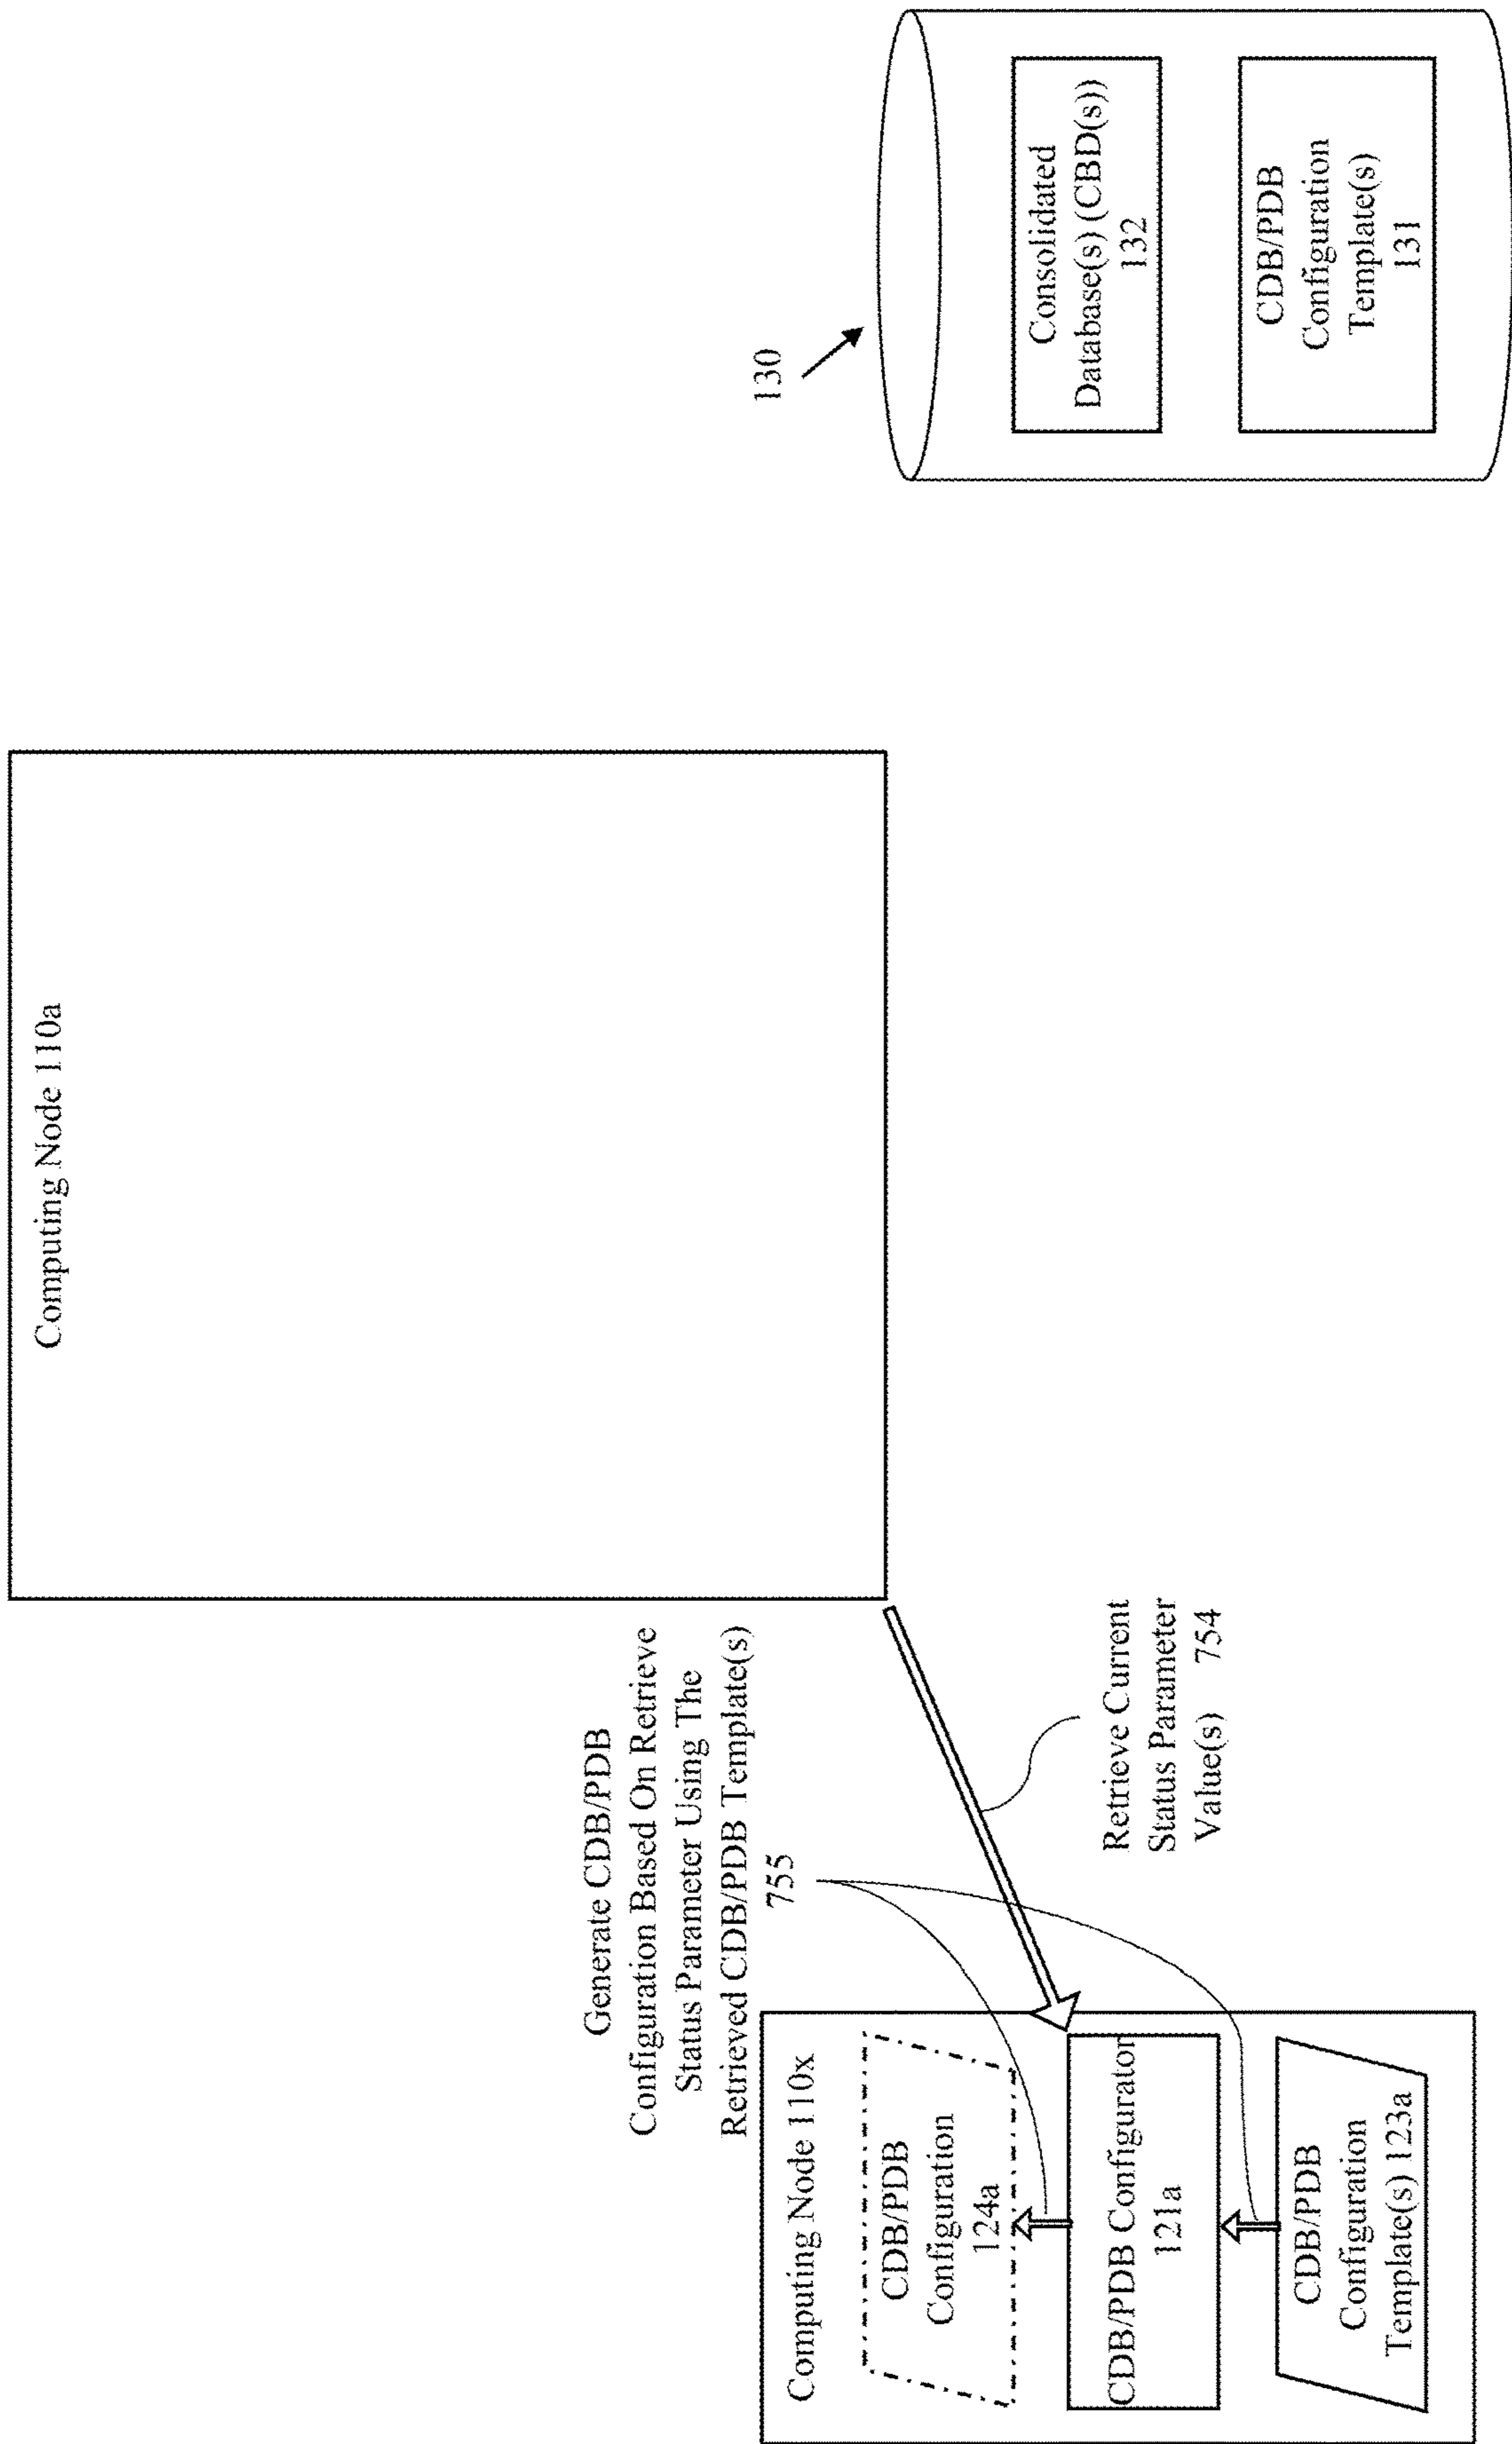 Computing Node 110a
Generate CDB/PDB
Configuration Based On Retrieve
Status Parameter Using The
Retrieved CDB/PDB Template(s)
755
Computing Node 110x
CDB/PDB
Configuration
124a
CDB/PDB Configurator
121a
CDB/PDB
Configuration
Template(s) 123a
Retrieve Current
Status Parameter
Value(s) 754
130
Consolidated
Database(s) (CBD(s))
132
CDB/PDB
Configuration
Template(s)
131